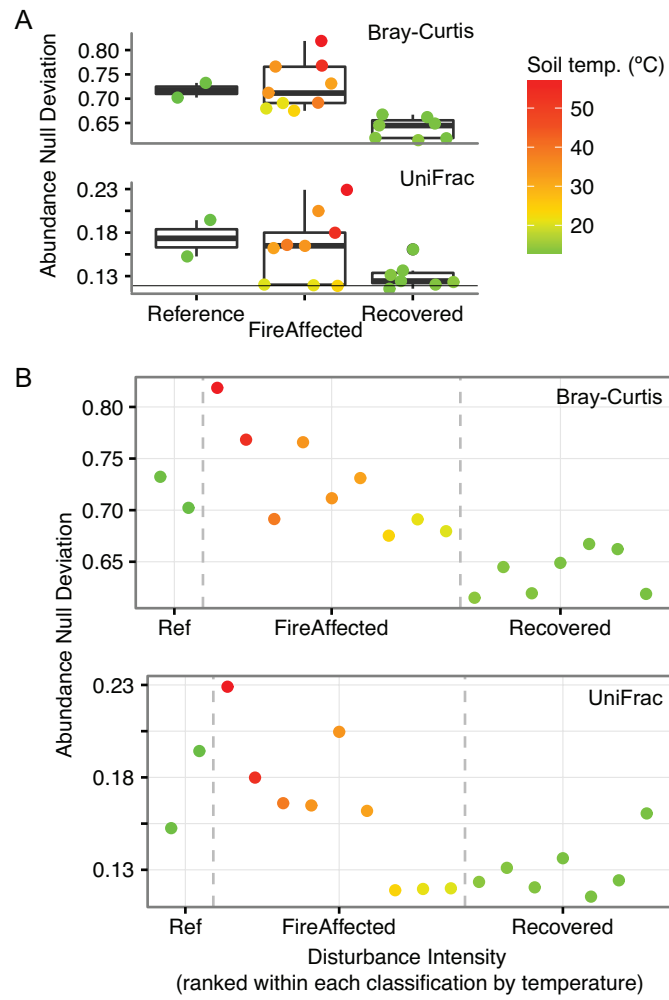 A
Bray-Curtis
Abundance Null Deviation
0.80
0.75
0.70
0.65
UniFrac
0.23
0.18
0.13
Reference
FireAffected
Recovered
Soil temp. (ºC)
50
40
30
20
B
Bray-Curtis
Abundance Null Deviation
0.80
0.75
0.70
0.65
Ref
FireAffected
Recovered
UniFrac
0.23
0.18
0.13
Ref
FireAffected
Recovered
Disturbance Intensity
(ranked within each classification by temperature)